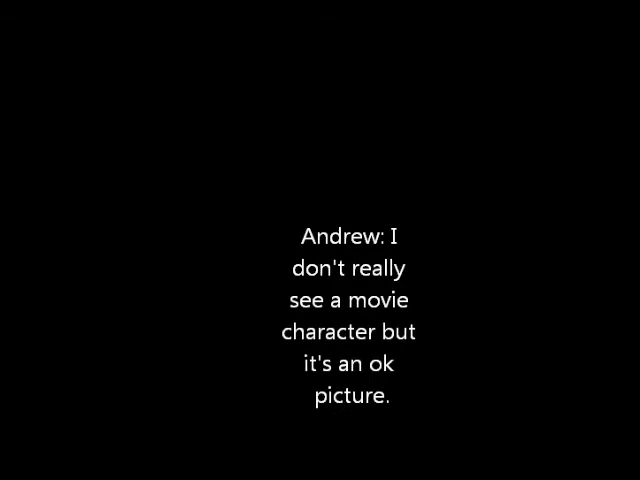 Andrew: I
don't really
see a movie
character but
it's an ok
picture.